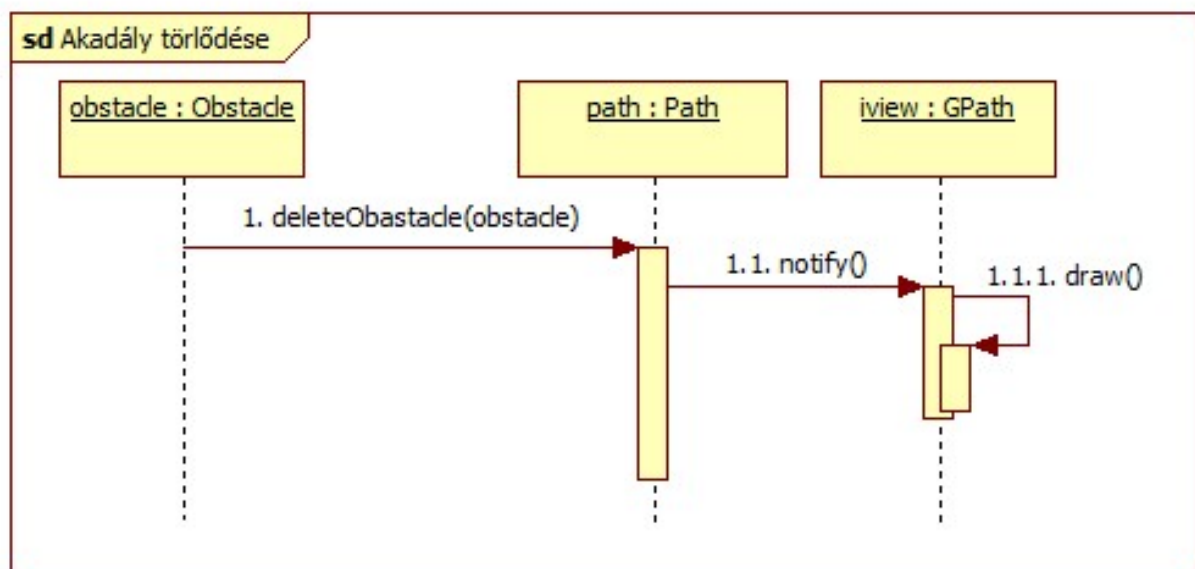 sd Akadály törlődése
obstacle : Obstacle
path : Path
iview : GPath
1. deleteObastacle(obstacle)
1.1. notify()
1.1.1. draw()